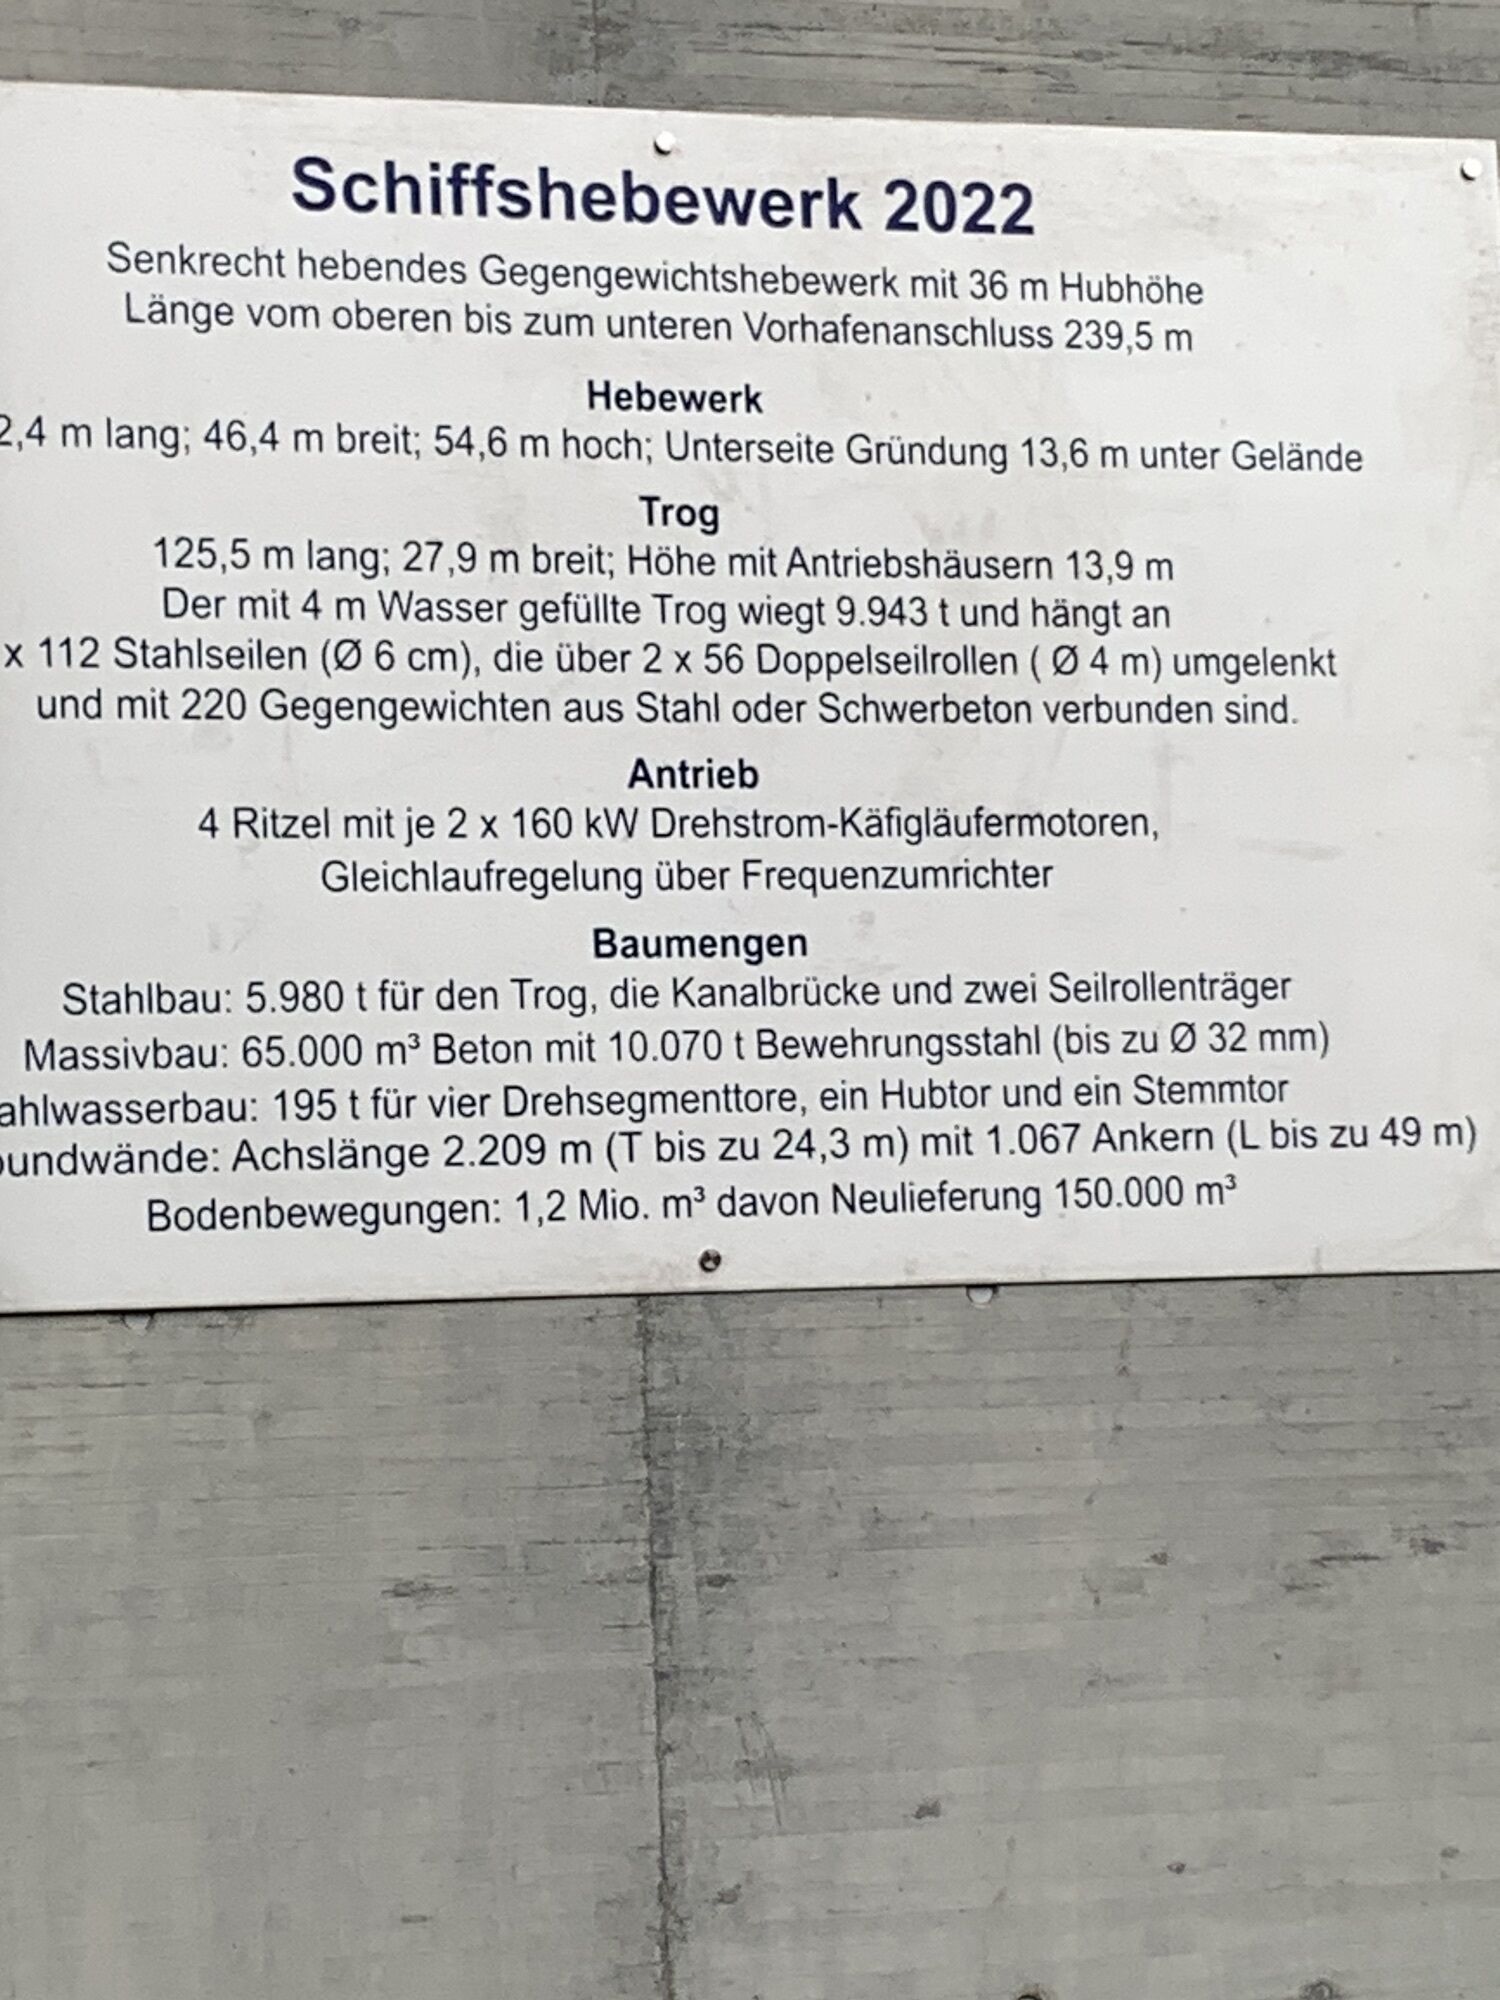 Schiffshebewerk 2022
Senkrecht hebendes Gegengewichtshebewerk mit 36 m Hubhöhe
Länge vom oberen bis zum unteren Vorhafenanschluss 239,5 m
Hebewerk
2,4 m lang; 46,4 m breit; 54,6 m hoch; Unterseite Gründung 13,6 m unter Gelände
Trog
125,5 m lang; 27,9 m breit; Höhe mit Antriebshäusern 13,9 m
Der mit 4 m Wasser gefüllte Trog wiegt 9.943 t und hängt an
x 112 Stahlseilen (Ø 6 cm), die über 2 x 56 Doppelseilrollen ( Ø 4 m) umgelenkt
und mit 220 Gegengewichten aus Stahl oder Schwerbeton verbunden sind.
Antrieb
4 Ritzel mit je 2 x 160 kW Drehstrom-Käfigläufermotoren,
Gleichlaufregelung über Frequenzumrichter
Baumengen
Stahlbau: 5.980 t für den Trog, die Kanalbrücke und zwei Seilrollenträger
Massivbau: 65.000 m³ Beton mit 10.070 t Bewehrungsstahl (bis zu Ø 32 mm)
ahlwasserbau: 195 t für vier Drehsegmenttore, ein Hubtor und ein Stemmtor
undwände: Achslänge 2.209 m (T bis zu 24,3 m) mit 1.067 Ankern (L bis zu 49 m)
Bodenbewegungen: 1,2 Mio. m³ davon Neulieferung 150.000 m³